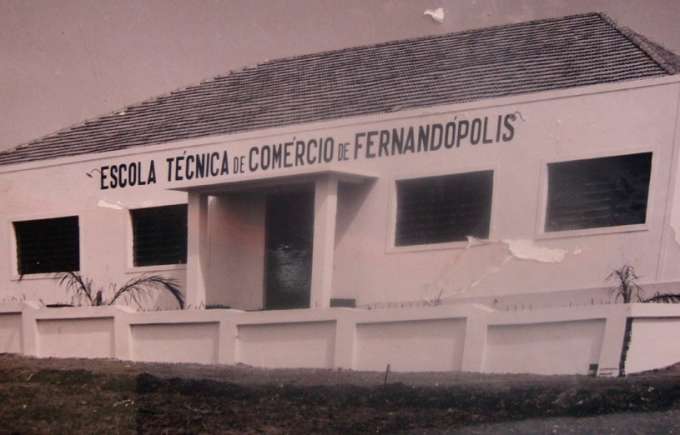 "ESCOLA TÉCNICA DE COMÉRCIO DE FERNANDÓPOLIS"